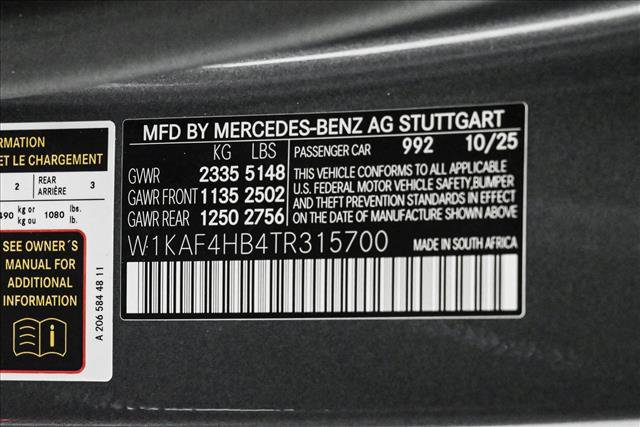 RMATION
ET LE CHARGEMENT
2 REAR ARRIÈRE 3
490 kg or kg ou 1080 lbs. lb.
SEE OWNER´S
MANUAL FOR
ADDITIONAL
INFORMATION
A 206 584 48 11
MFD BY MERCEDES-BENZ AG STUTTGART
KG LBS
PASSENGER CAR 992 10/25
GVWR 2335 5148
GAWR FRONT 1135 2502
GAWR REAR 1250 2756
THIS VEHICLE CONFORMS TO ALL APPLICABLE
U.S. FEDERAL MOTOR VEHICLE SAFETY,BUMPER
AND THEFT PREVENTION STANDARDS IN EFFECT
ON THE DATE OF MANUFACTURE SHOWN ABOVE
W1KAF4HB4TR315700 MADE IN SOUTH AFRICA